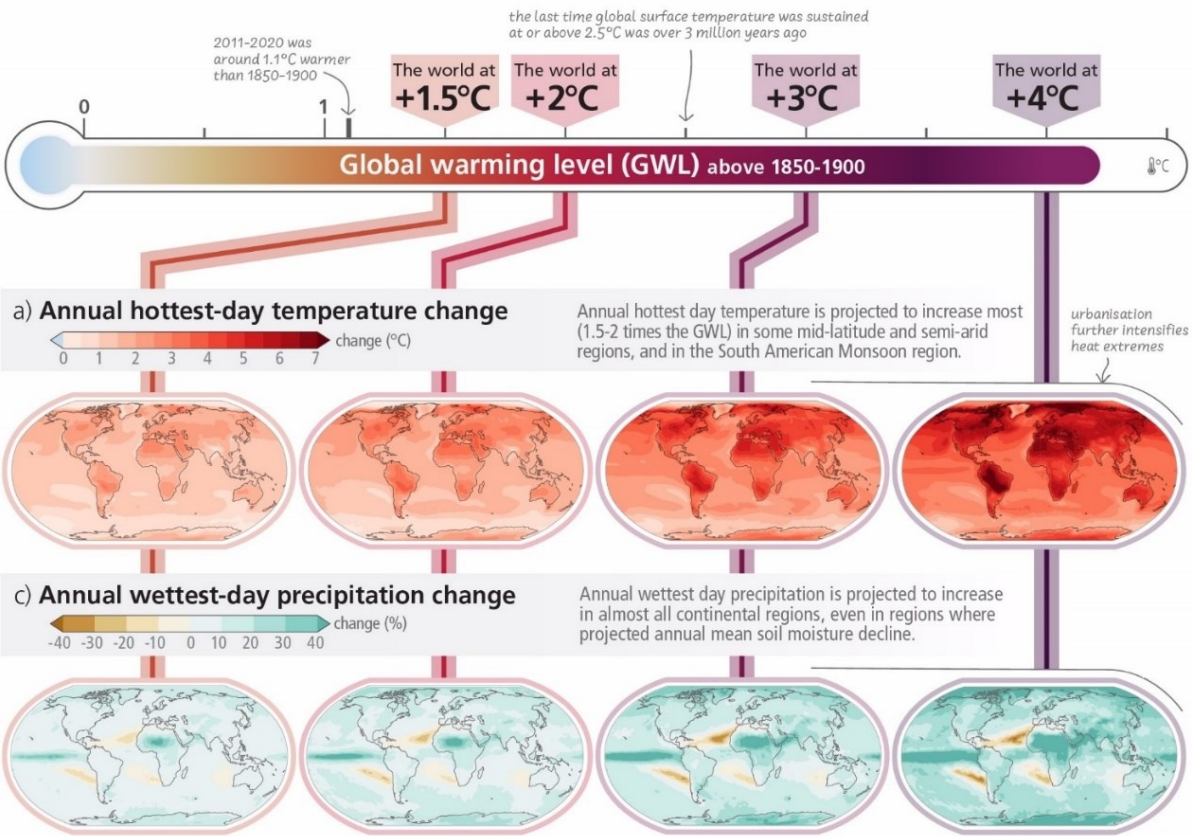 the last time global surface temperature was sustained
at or above 2.5°C was over 3 million years ago
2011-2020 was
around 1.1°C warmer
than 1850-1900
The world at
+1.5°C
The world at
+2°C
The world at
+3°C
The world at
+4°C
0
1
Global warming level (GWL) above 1850-1900
°C
a) Annual hottest-day temperature change
change (°C)
0 1 2 3 4 5 6 7
Annual hottest day temperature is projected to increase most
(1.5-2 times the GWL) in some mid-latitude and semi-arid
regions, and in the South American Monsoon region.
urbanisation
further intensifies
heat extremes
c) Annual wettest-day precipitation change
change (%)
-40 -30 -20 -10 0 10 20 30 40
Annual wettest day precipitation is projected to increase
in almost all continental regions, even in regions where
projected annual mean soil moisture decline.